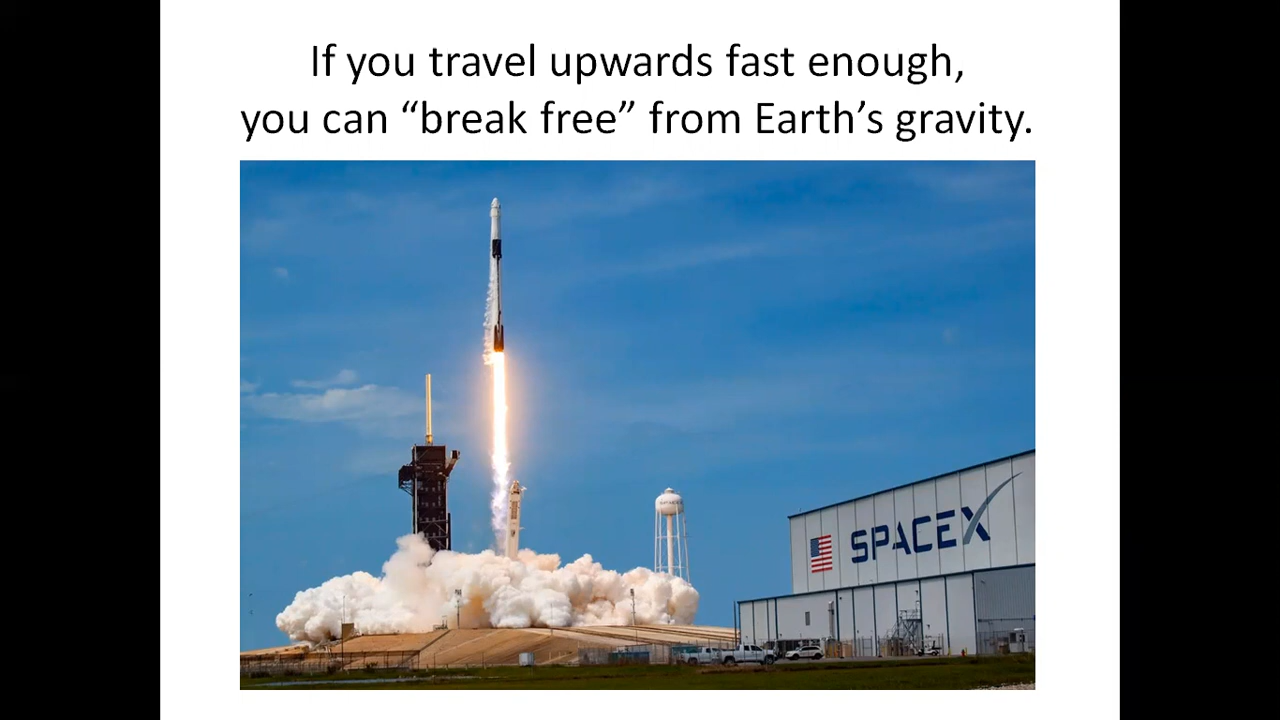 If you travel upwards fast enough,
you can “break free” from Earth’s gravity.
SPACEX